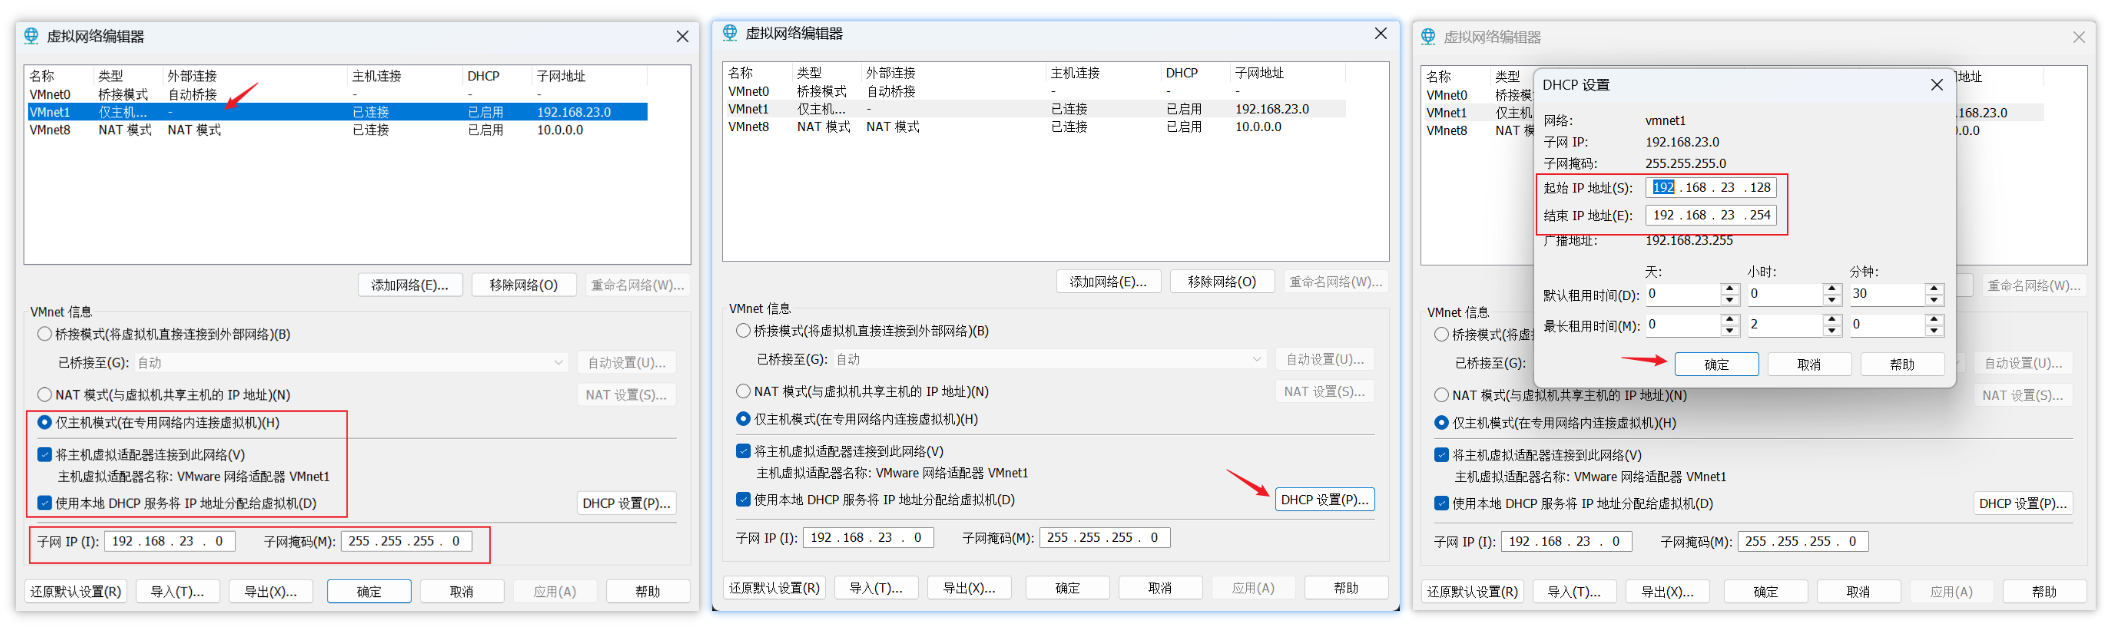 虚拟网络编辑器
名称 类型 外部连接 主机连接 DHCP 子网地址
VMnet0 桥接模式 自动桥接 - - -
VMnet1 仅主机... - 已连接 已启用 192.168.23.0
VMnet8 NAT 模式 NAT 模式 已连接 已启用 10.0.0.0
添加网络(E)... 移除网络(O) 重命名网络(W)...
VMnet 信息
桥接模式(将虚拟机直接连接到外部网络)(B)
已桥接至(G): 自动 自动设置(U)...
NAT 模式(与虚拟机共享主机的 IP 地址)(N) NAT 设置(S)...
仅主机模式(在专用网络内连接虚拟机)(H)
将主机虚拟适配器连接到此网络(V)
主机虚拟适配器名称: VMware 网络适配器 VMnet1
使用本地 DHCP 服务将 IP 地址分配给虚拟机(D) DHCP 设置(P)...
子网 IP (I): 192 . 168 . 23 . 0 子网掩码(M): 255 . 255 . 255 . 0
还原默认设置(R) 导入(T)... 导出(X)... 确定 取消 应用(A) 帮助
虚拟网络编辑器
名称 类型 外部连接 主机连接 DHCP 子网地址
VMnet0 桥接模式 自动桥接 - - -
VMnet1 仅主机... - 已连接 已启用 192.168.23.0
VMnet8 NAT 模式 NAT 模式 已连接 已启用 10.0.0.0
添加网络(E)... 移除网络(O) 重命名网络(W)...
VMnet 信息
桥接模式(将虚拟机直接连接到外部网络)(B)
已桥接至(G): 自动 自动设置(U)...
NAT 模式(与虚拟机共享主机的 IP 地址)(N) NAT 设置(S)...
仅主机模式(在专用网络内连接虚拟机)(H)
将主机虚拟适配器连接到此网络(V)
主机虚拟适配器名称: VMware 网络适配器 VMnet1
使用本地 DHCP 服务将 IP 地址分配给虚拟机(D) DHCP 设置(P)...
子网 IP (I): 192 . 168 . 23 . 0 子网掩码(M): 255 . 255 . 255 . 0
还原默认设置(R) 导入(T)... 导出(X)... 确定 取消 应用(A) 帮助
虚拟网络编辑器
名称 类型 地址
VMnet0 桥接模
VMnet1 仅主机 .168.23.0
VMnet8 NAT 模 0.0.0
DHCP 设置
网络: vmnet1
子网 IP: 192.168.23.0
子网掩码: 255.255.255.0
起始 IP 地址(S): 192 . 168 . 23 . 128
结束 IP 地址(E): 192 . 168 . 23 . 254
广播地址: 192.168.23.255
天: 小时: 分钟:
默认租用时间(D): 0 0 30
最长租用时间(M): 0 2 0
确定 取消 帮助
重命名网络(W)...
VMnet 信息
桥接模式(将虚
已桥接至(G): 自动设置(U)...
NAT 模式(与虚拟机共享主机的 IP 地址)(N) NAT 设置(S)...
仅主机模式(在专用网络内连接虚拟机)(H)
将主机虚拟适配器连接到此网络(V)
主机虚拟适配器名称: VMware 网络适配器 VMnet1
使用本地 DHCP 服务将 IP 地址分配给虚拟机(D) DHCP 设置(P)...
子网 IP (I): 192 . 168 . 23 . 0 子网掩码(M): 255 . 255 . 255 . 0
还原默认设置(R) 导入(T)... 导出(X)... 确定 取消 应用(A) 帮助